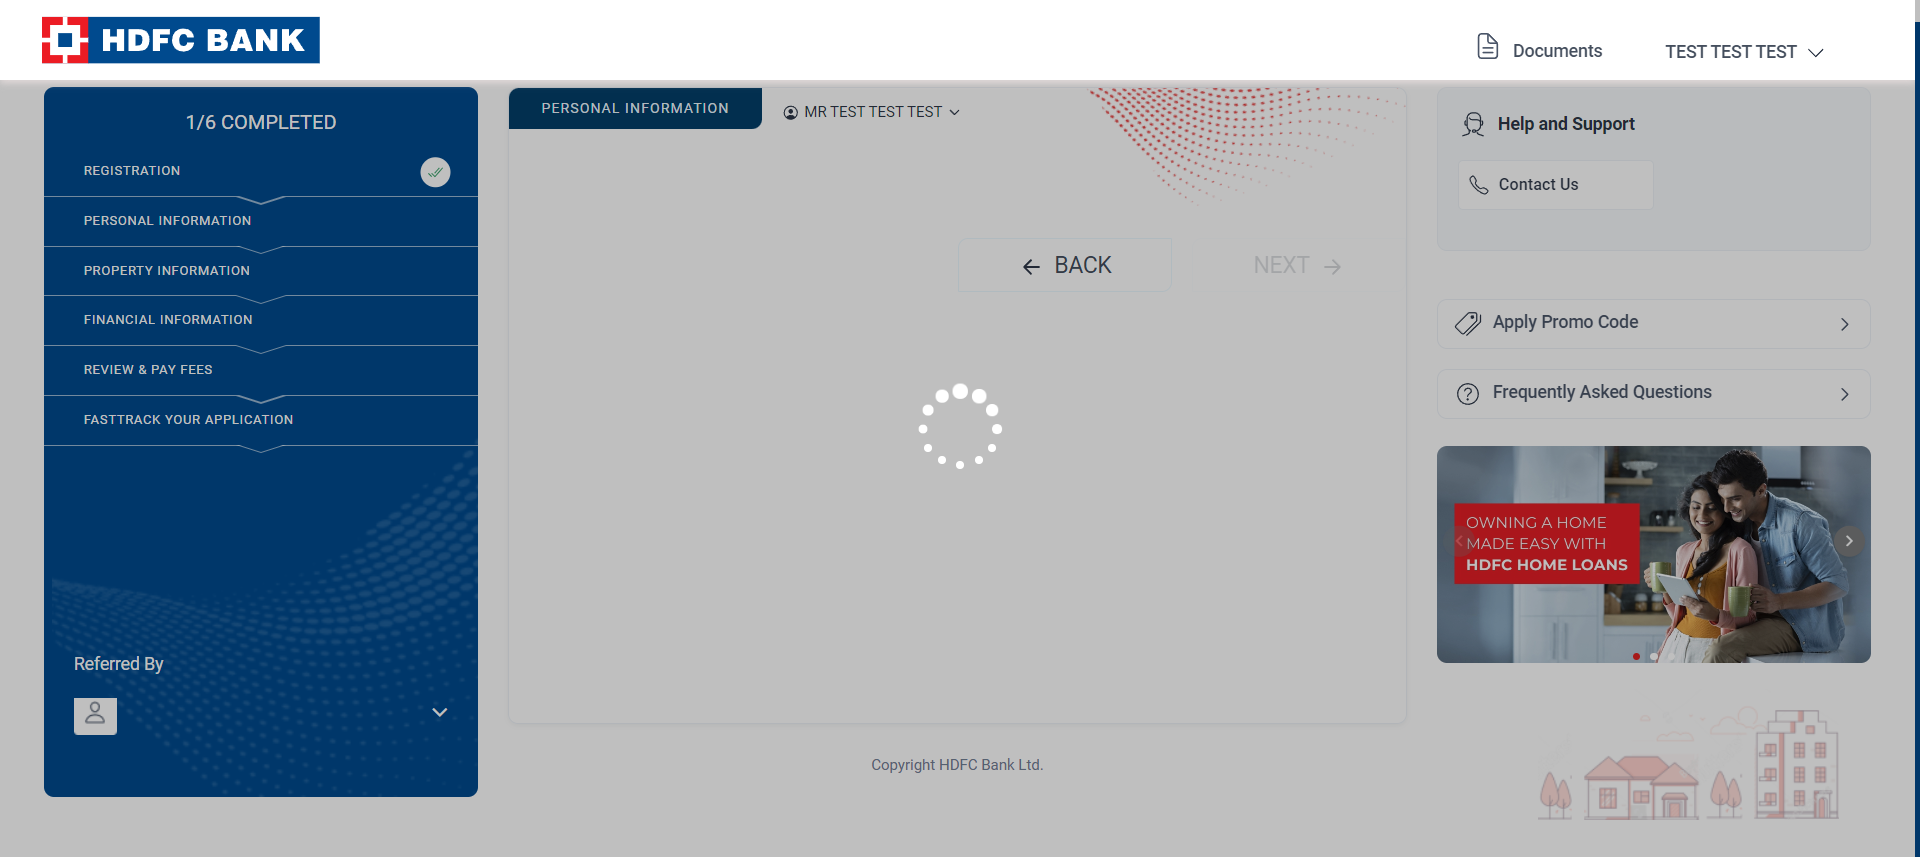 HDFC BANK
Documents
TEST TEST TEST
1/6 COMPLETED
REGISTRATION
PERSONAL INFORMATION
PROPERTY INFORMATION
FINANCIAL INFORMATION
REVIEW & PAY FEES
FASTTRACK YOUR APPLICATION
Referred By
PERSONAL INFORMATION
MR TEST TEST TEST
BACK
NEXT
Copyright HDFC Bank Ltd.
Help and Support
Contact Us
Apply Promo Code
Frequently Asked Questions
OWNING A HOME
MADE EASY WITH
HDFC HOME LOANS